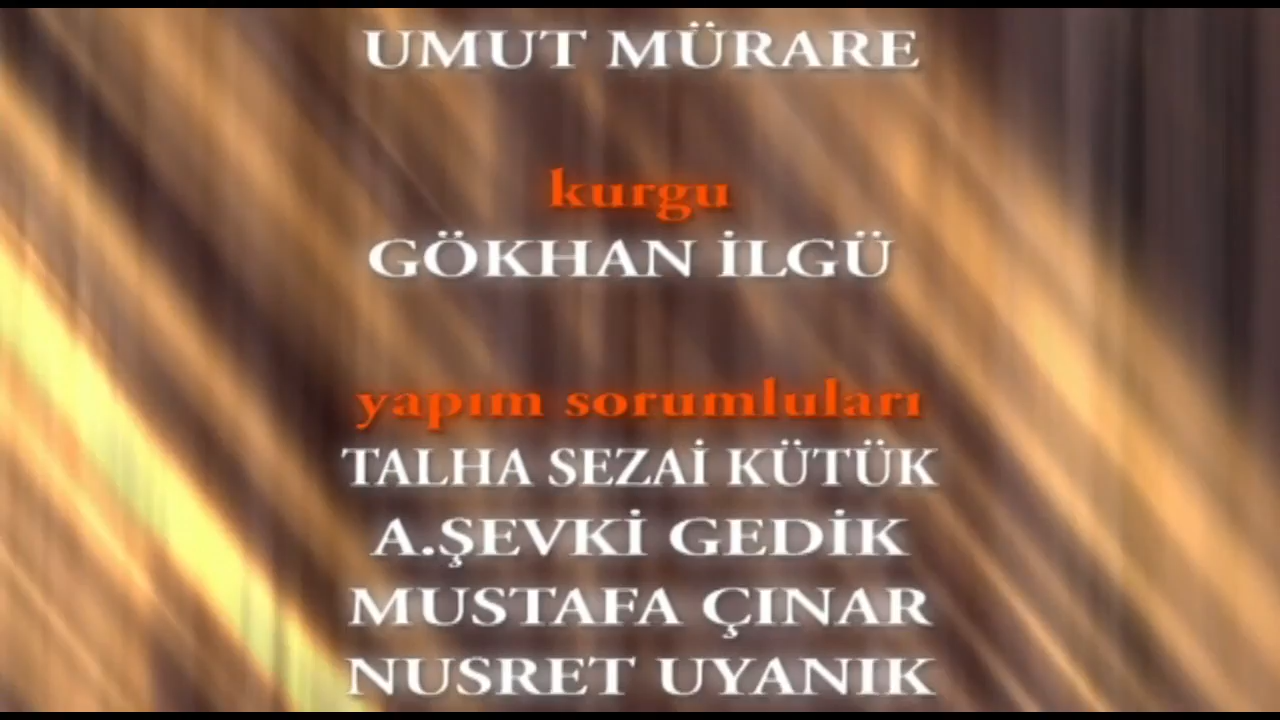 UMUT MÜRARE
kurgu
GÖKHAN İLGÜ
yapım sorumluları
TALHA SEZAİ KÜTÜK
A.ŞEVKİ GEDİK
MUSTAFA ÇINAR
NUSRET UYANIK